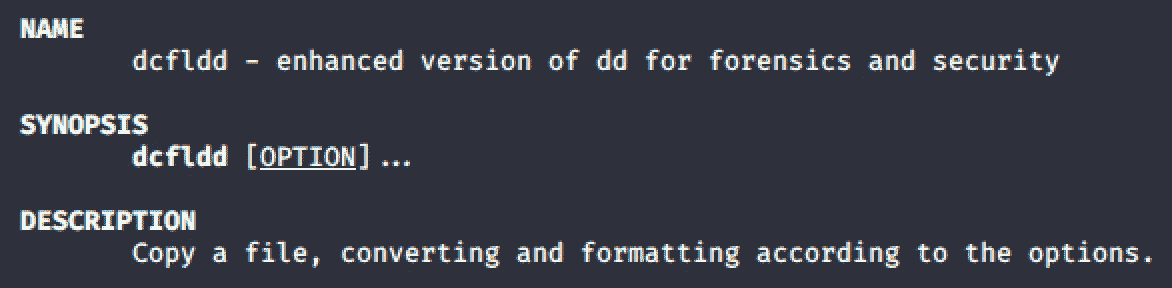 NAME
dcfldd - enhanced version of dd for forensics and security
SYNOPSIS
dcfldd [OPTION]...
DESCRIPTION
Copy a file, converting and formatting according to the options.